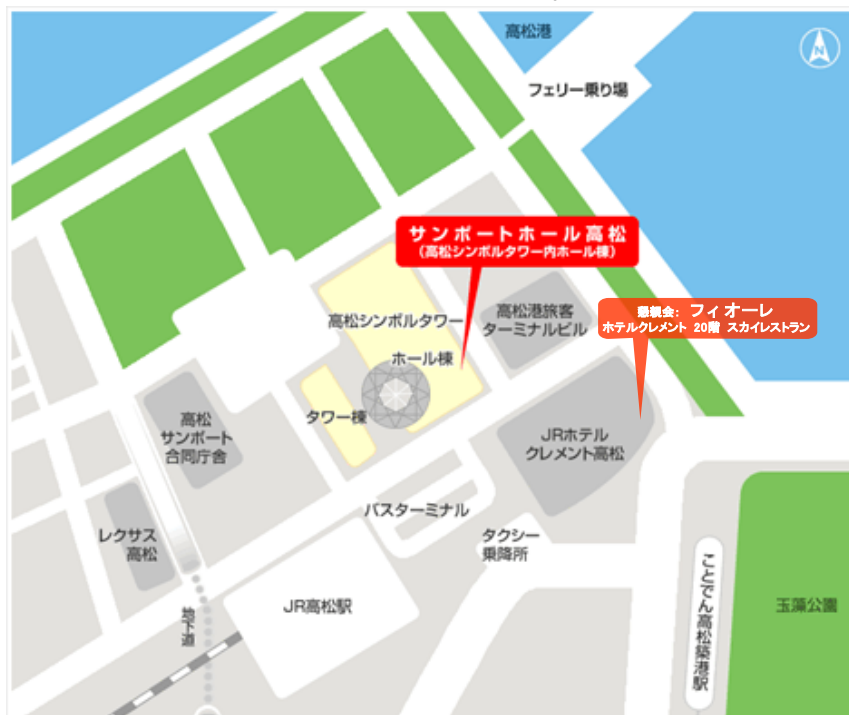 高松港
N
フェリー乗り場
サンポートホール高松
(高松シンボルタワー内ホール棟)
高松港旅客
ターミナルビル
懇親会: フィオーレ
ホテルクレメント 20階 スカイレストラン
高松シンボルタワー
ホール棟
タワー棟
高松
サンポート
合同庁舎
JRホテル
クレメント高松
バスターミナル
レクサス
高松
タクシー
乗降所
ことでん高松築港駅
玉藻公園
JR高松駅
地下道